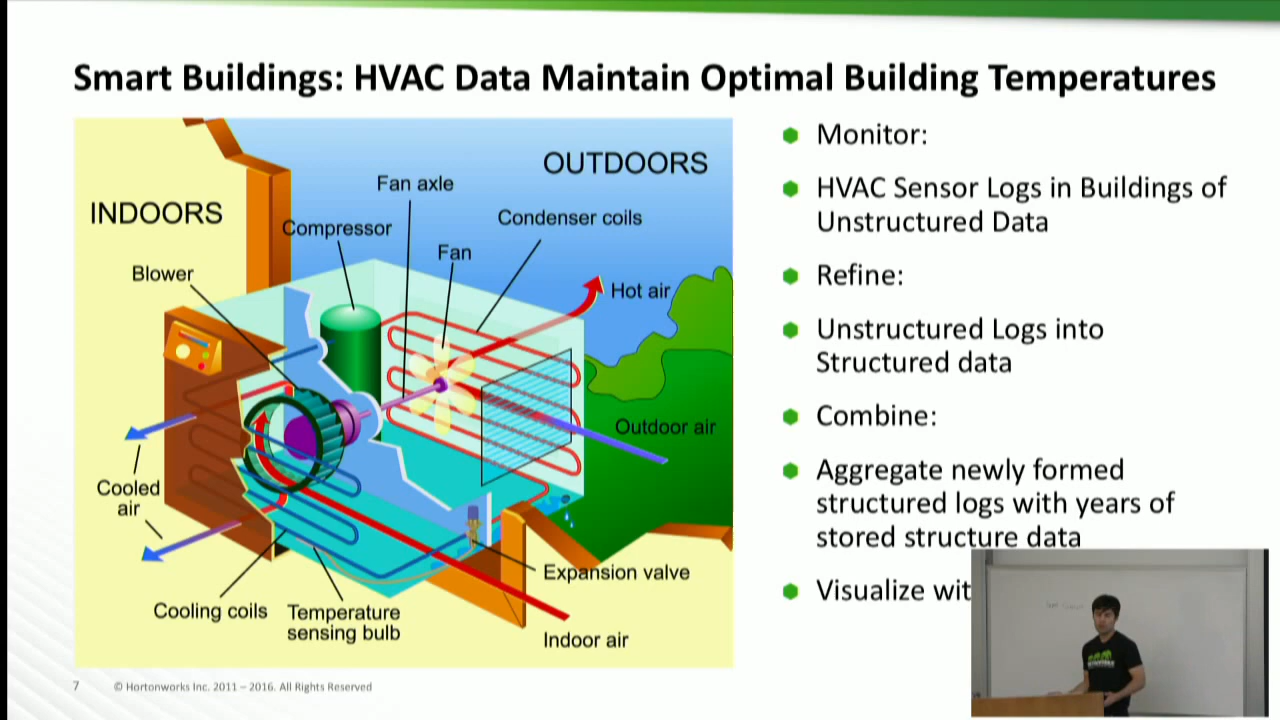 Smart Buildings: HVAC Data Maintain Optimal Building Temperatures
INDOORS
OUTDOORS
Fan axle
Compressor
Condenser coils
Fan
Blower
Hot air
Outdoor air
Cooled
air
Expansion valve
Cooling coils
Temperature
sensing bulb
Indoor air
Monitor:
HVAC Sensor Logs in Buildings of
Unstructured Data
Refine:
Unstructured Logs into
Structured data
Combine:
Aggregate newly formed
structured logs with years of
stored structure data
Visualize
7 © Hortonworks Inc. 2011 – 2016. All Rights Reserved